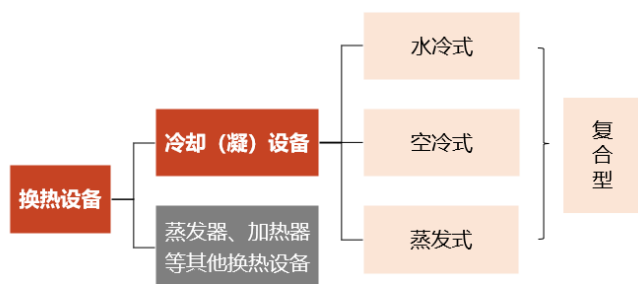 水冷式
冷却（凝）设备
空冷式
复
合
型
换热设备
蒸发器、加热器
等其他换热设备
蒸发式